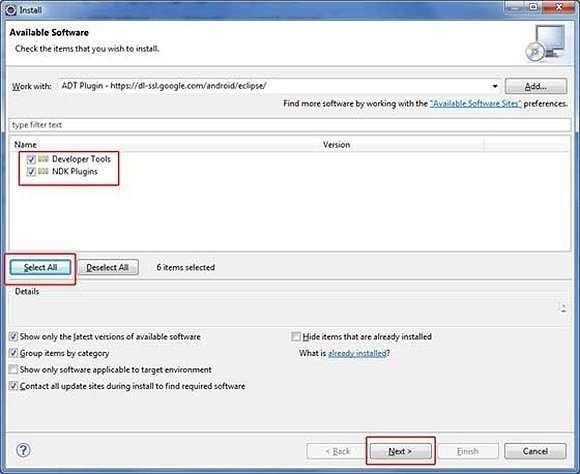 Install
Available Software
Check the items that you wish to install.
Work with: ADT Plugin - https://dl-ssl.google.com/android/eclipse/ Add...
Find more software by working with the "Available Software Sites" preferences.
type filter text
Name Version
Developer Tools
NDK Plugins
Select All Deselect All 6 items selected
Details
Show only the latest versions of available software Hide items that are already installed
Group items by category What is already installed?
Show only software applicable to target environment
Contact all update sites during install to find required software
? < Back Next > Finish Cancel